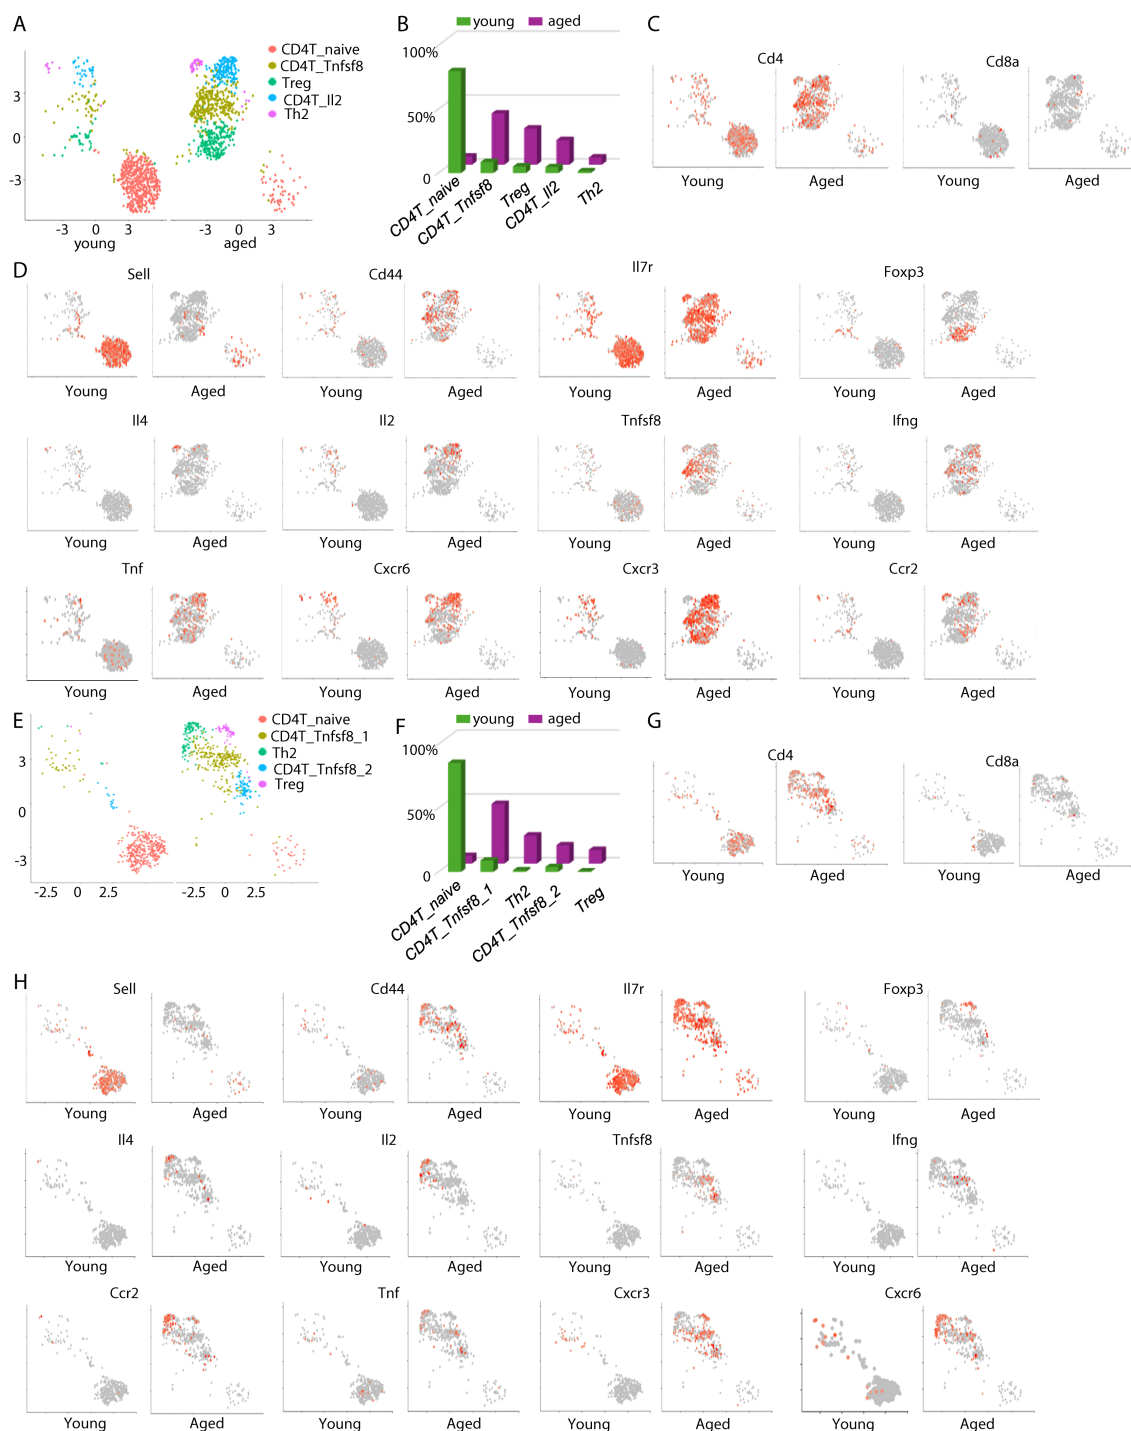 A
CD4T_naive
CD4T_Tnfsf8
Treg
CD4T_Il2
Th2
3
0
-3
-3 0 3
young
-3 0 3
aged
B
young aged
100%
50%
0
CD4T_naive
CD4T_Tnfsf8
Treg
CD4T_Il2
Th2
C
Cd4
Young Aged
Cd8a
Young Aged
D
Sell Cd44 Il7r Foxp3
Young Aged Young Aged Young Aged Young Aged
Il4 Il2 Tnfsf8 Ifng
Young Aged Young Aged Young Aged Young Aged
Tnf Cxcr6 Cxcr3 Ccr2
Young Aged Young Aged Young Aged Young Aged
E
CD4T_naive
CD4T_Tnfsf8_1
Th2
CD4T_Tnfsf8_2
Treg
3
0
-3
-2.5 0 2.5
-2.5 0 2.5
F
young aged
100%
50%
0
CD4T_naive
CD4T_Tnfsf8_1
Th2
CD4T_Tnfsf8_2
Treg
G
Cd4
Young Aged
Cd8a
Young Aged
H
Sell Cd44 Il7r Foxp3
Young Aged Young Aged Young Aged Young Aged
Il4 Il2 Tnfsf8 Ifng
Young Aged Young Aged Young Aged Young Aged
Ccr2 Tnf Cxcr3 Cxcr6
Young Aged Young Aged Young Aged Young Aged